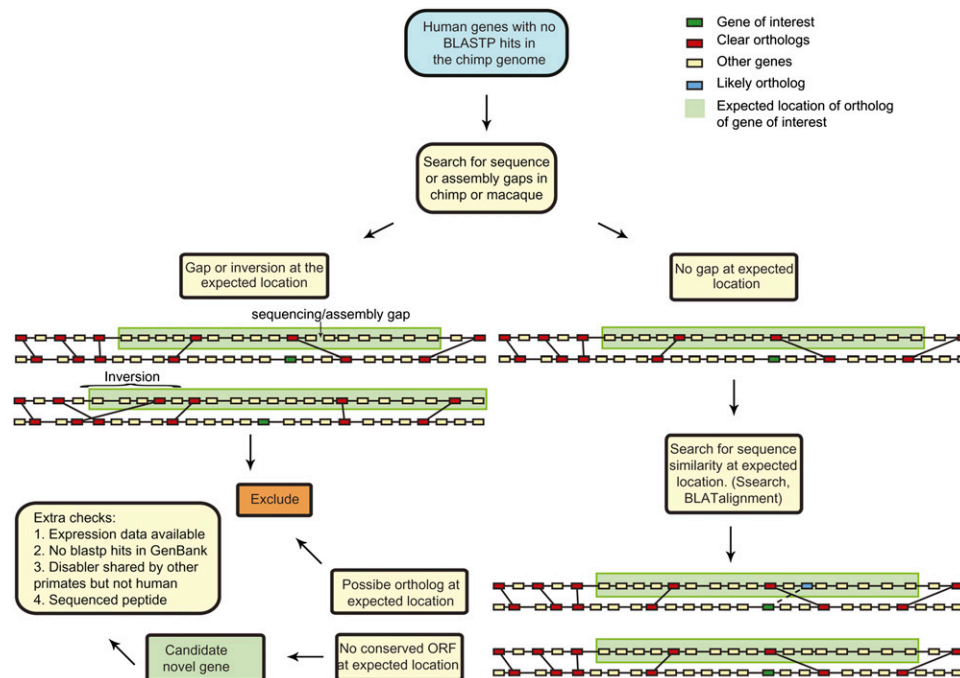 Human genes with no
BLASTP hits in
the chimp genome
Gene of interest
Clear orthologs
Other genes
Likely ortholog
Expected location of ortholog
of gene of interest
Search for sequence
or assembly gaps in
chimp or macaque
Gap or inversion at the
expected location
No gap at expected
location
sequencing/assembly gap
Inversion
Search for sequence
similarity at expected
location. (Ssearch,
BLATalignment)
Exclude
Extra checks:
1. Expression data available
2. No blastp hits in GenBank
3. Disabler shared by other
primates but not human
4. Sequenced peptide
Possibe ortholog at
expected location
Candidate
novel gene
No conserved ORF
at expected location